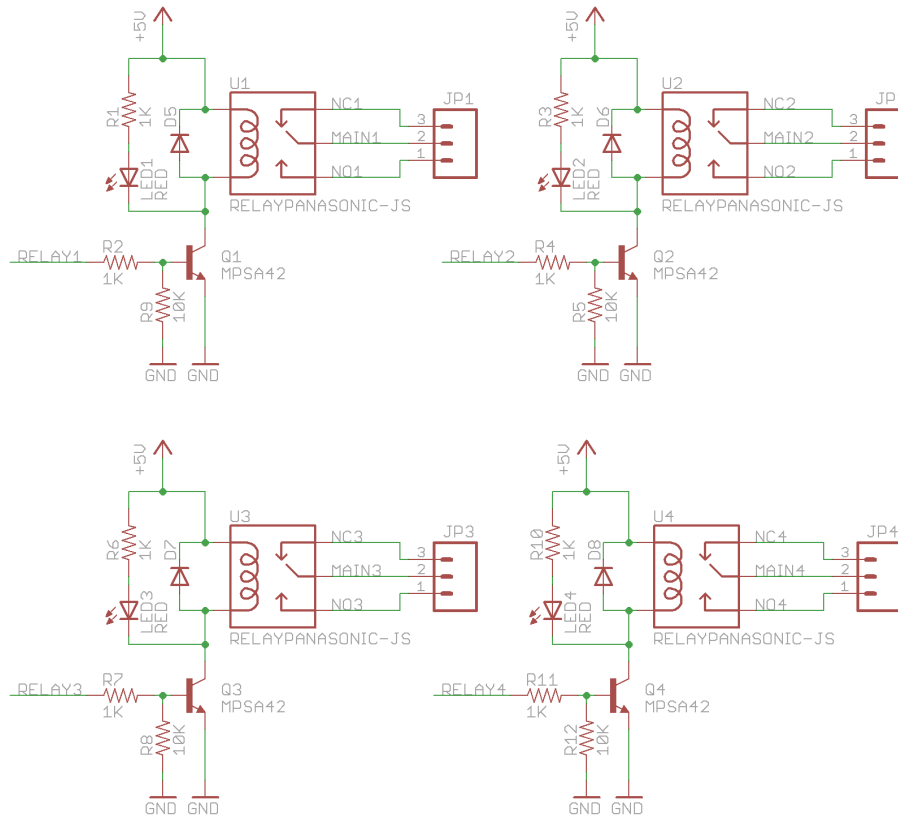 +5V
R1
1K
D5
LED1
RED
U1
NC1
MAIN1
NO1
JP1
3
2
1
RELAYPANASONIC-JS
RELAY1
R2
1K
Q1
MPSA42
R9
10K
GND
GND
+5V
R3
1K
D6
LED2
RED
U2
NC2
MAIN2
NO2
JP
3
2
1
RELAYPANASONIC-JS
RELAY2
R4
1K
Q2
MPSA42
R5
10K
GND
GND
+5V
R6
1K
D7
LED3
RED
U3
NC3
MAIN3
NO3
JP3
3
2
1
RELAYPANASONIC-JS
RELAY3
R7
1K
Q3
MPSA42
R8
10K
GND
GND
+5V
R10
1K
D8
LED4
RED
U4
NC4
MAIN4
NO4
JP4
3
2
1
RELAYPANASONIC-JS
RELAY4
R11
1K
Q4
MPSA42
R12
10K
GND
GND